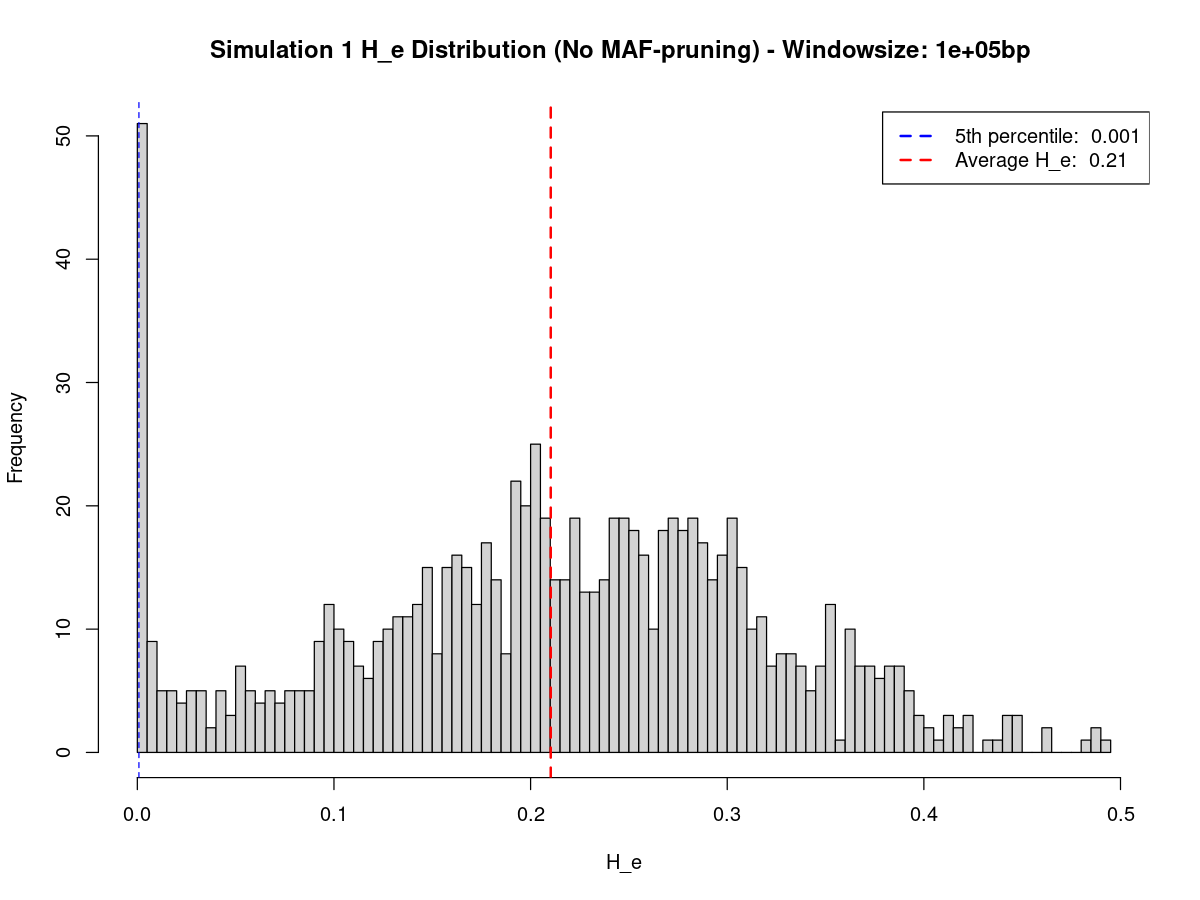 Simulation 1 H_e Distribution (No MAF-pruning) - Windowsize: 1e+05bp
5th percentile:  0.001
Average H_e:  0.21
50
40
30
20
10
0
Frequency
0.0 0.1 0.2 0.3 0.4 0.5
H_e